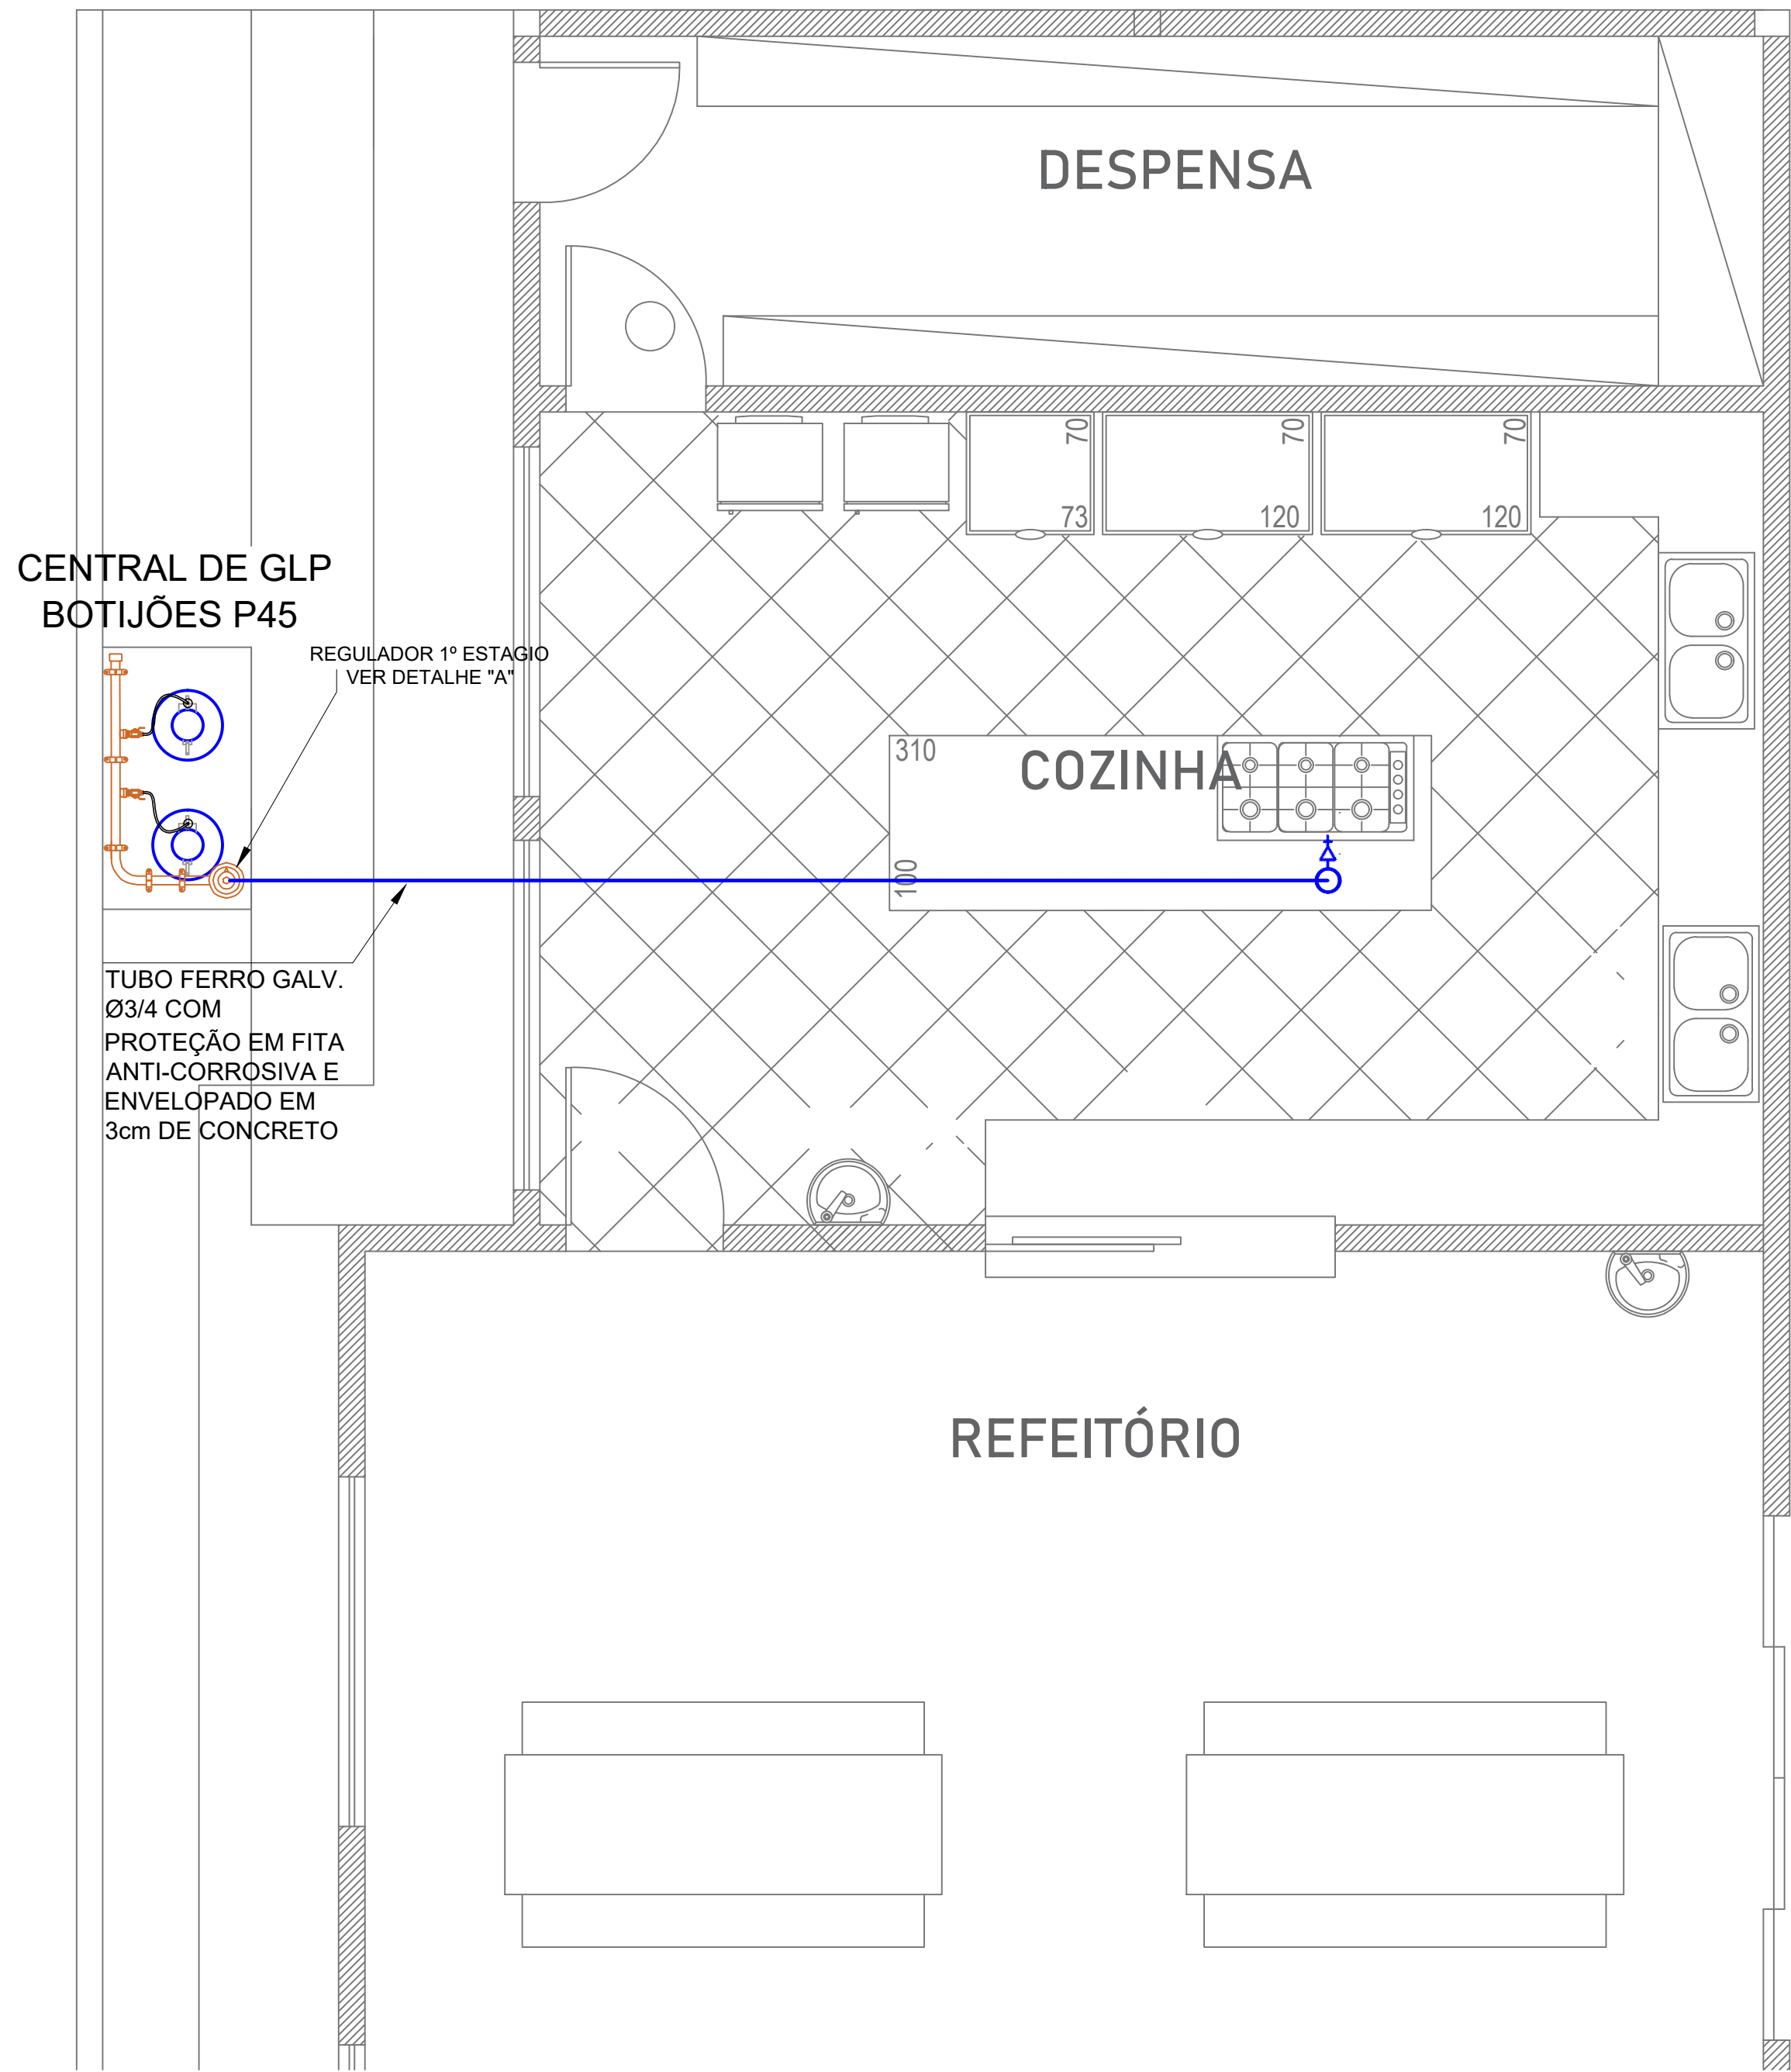 DESPENSA
70
70
70
73
120
120
CENTRAL DE GLP
BOTIJÕES P45
REGULADOR 1º ESTAGIO
VER DETALHE "A"
310
COZINHA
100
TUBO FERRO GALV.
Ø3/4 COM
PROTEÇÃO EM FITA
ANTI-CORROSIVA E
ENVELOPADO EM
3cm DE CONCRETO
REFEITÓRIO